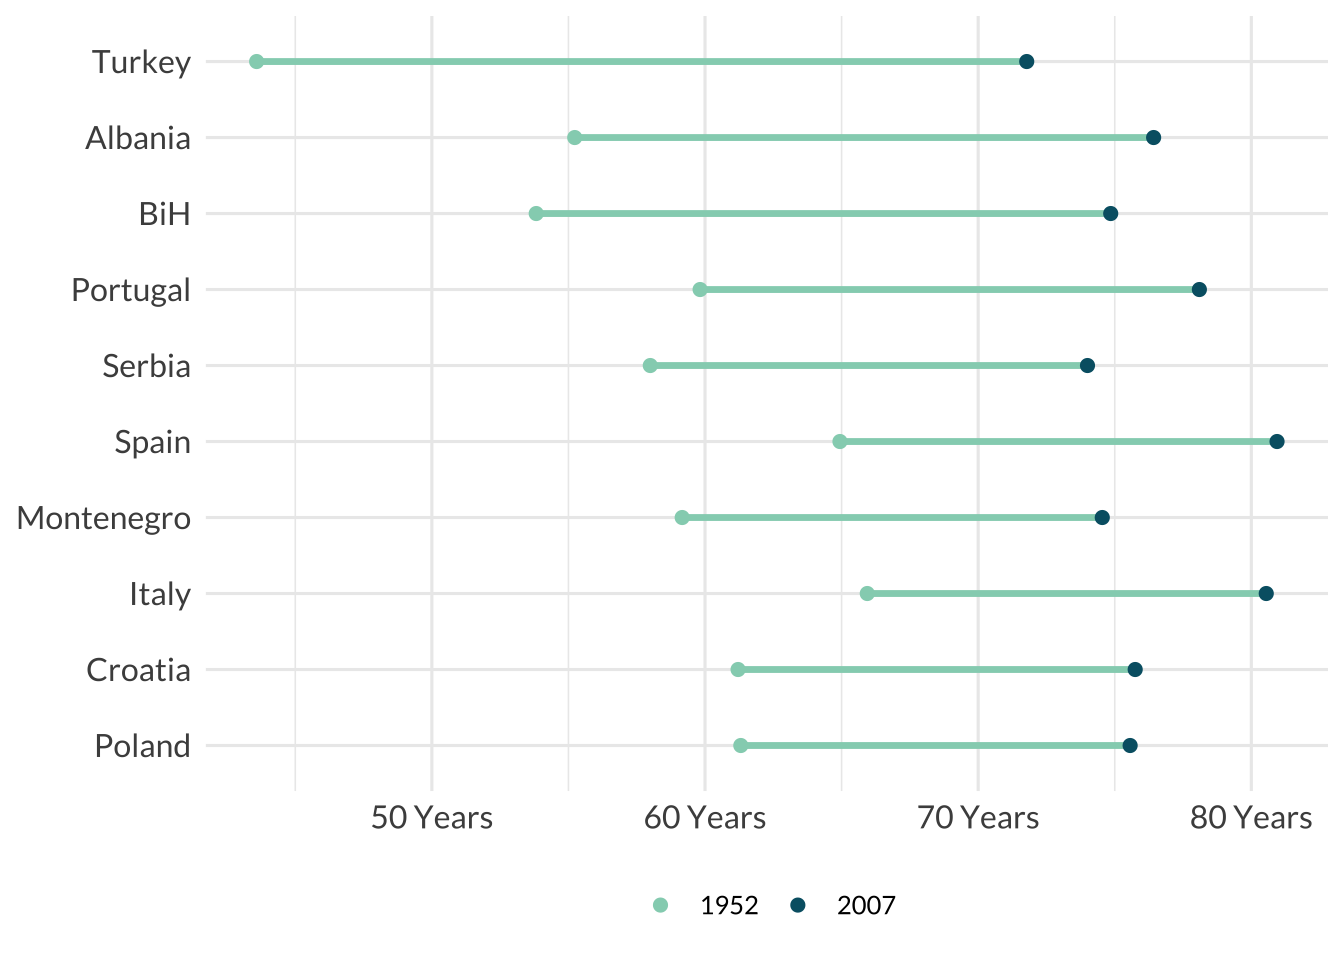 Turkey
Albania
BiH
Portugal
Serbia
Spain
Montenegro
Italy
Croatia
Poland
50 Years 60 Years 70 Years 80 Years
1952 2007